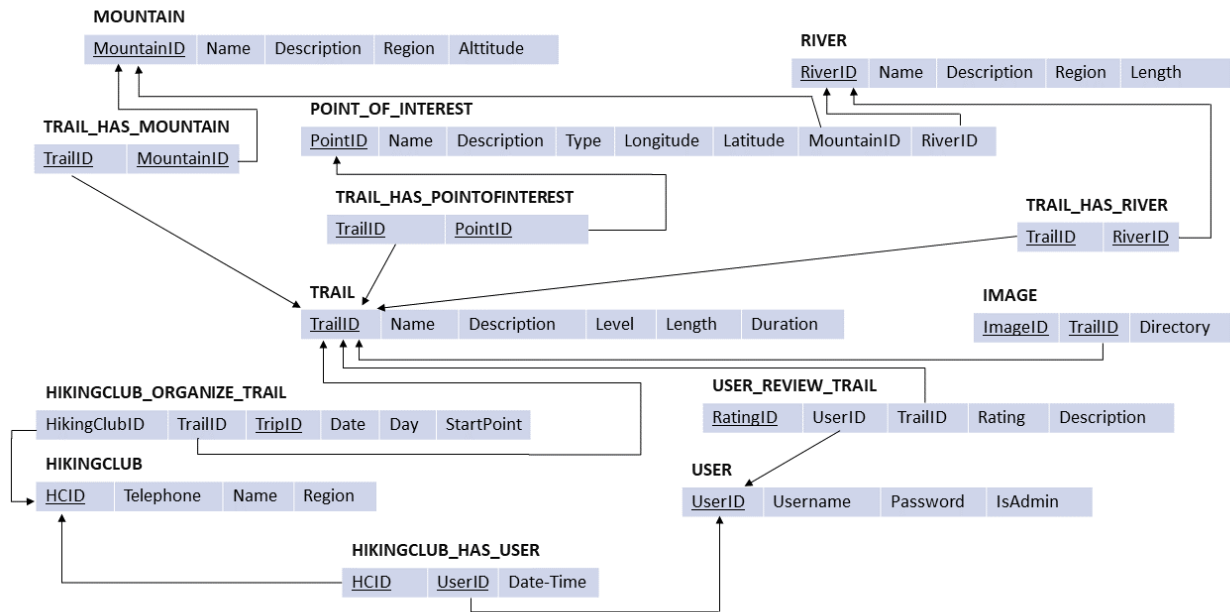 MOUNTAIN
MountainID Name Description Region Alttitude
RIVER
RiverID Name Description Region Length
POINT_OF_INTEREST
PointID Name Description Type Longitude Latitude MountainID RiverID
TRAIL_HAS_MOUNTAIN
TrailID MountainID
TRAIL_HAS_POINTOFINTEREST
TrailID PointID
TRAIL_HAS_RIVER
TrailID RiverID
TRAIL
TrailID Name Description Level Length Duration
IMAGE
ImageID TrailID Directory
HIKINGCLUB_ORGANIZE_TRAIL
HikingClubID TrailID TripID Date Day StartPoint
USER_REVIEW_TRAIL
RatingID UserID TrailID Rating Description
HIKINGCLUB
HCID Telephone Name Region
USER
UserID Username Password IsAdmin
HIKINGCLUB_HAS_USER
HCID UserID Date-Time